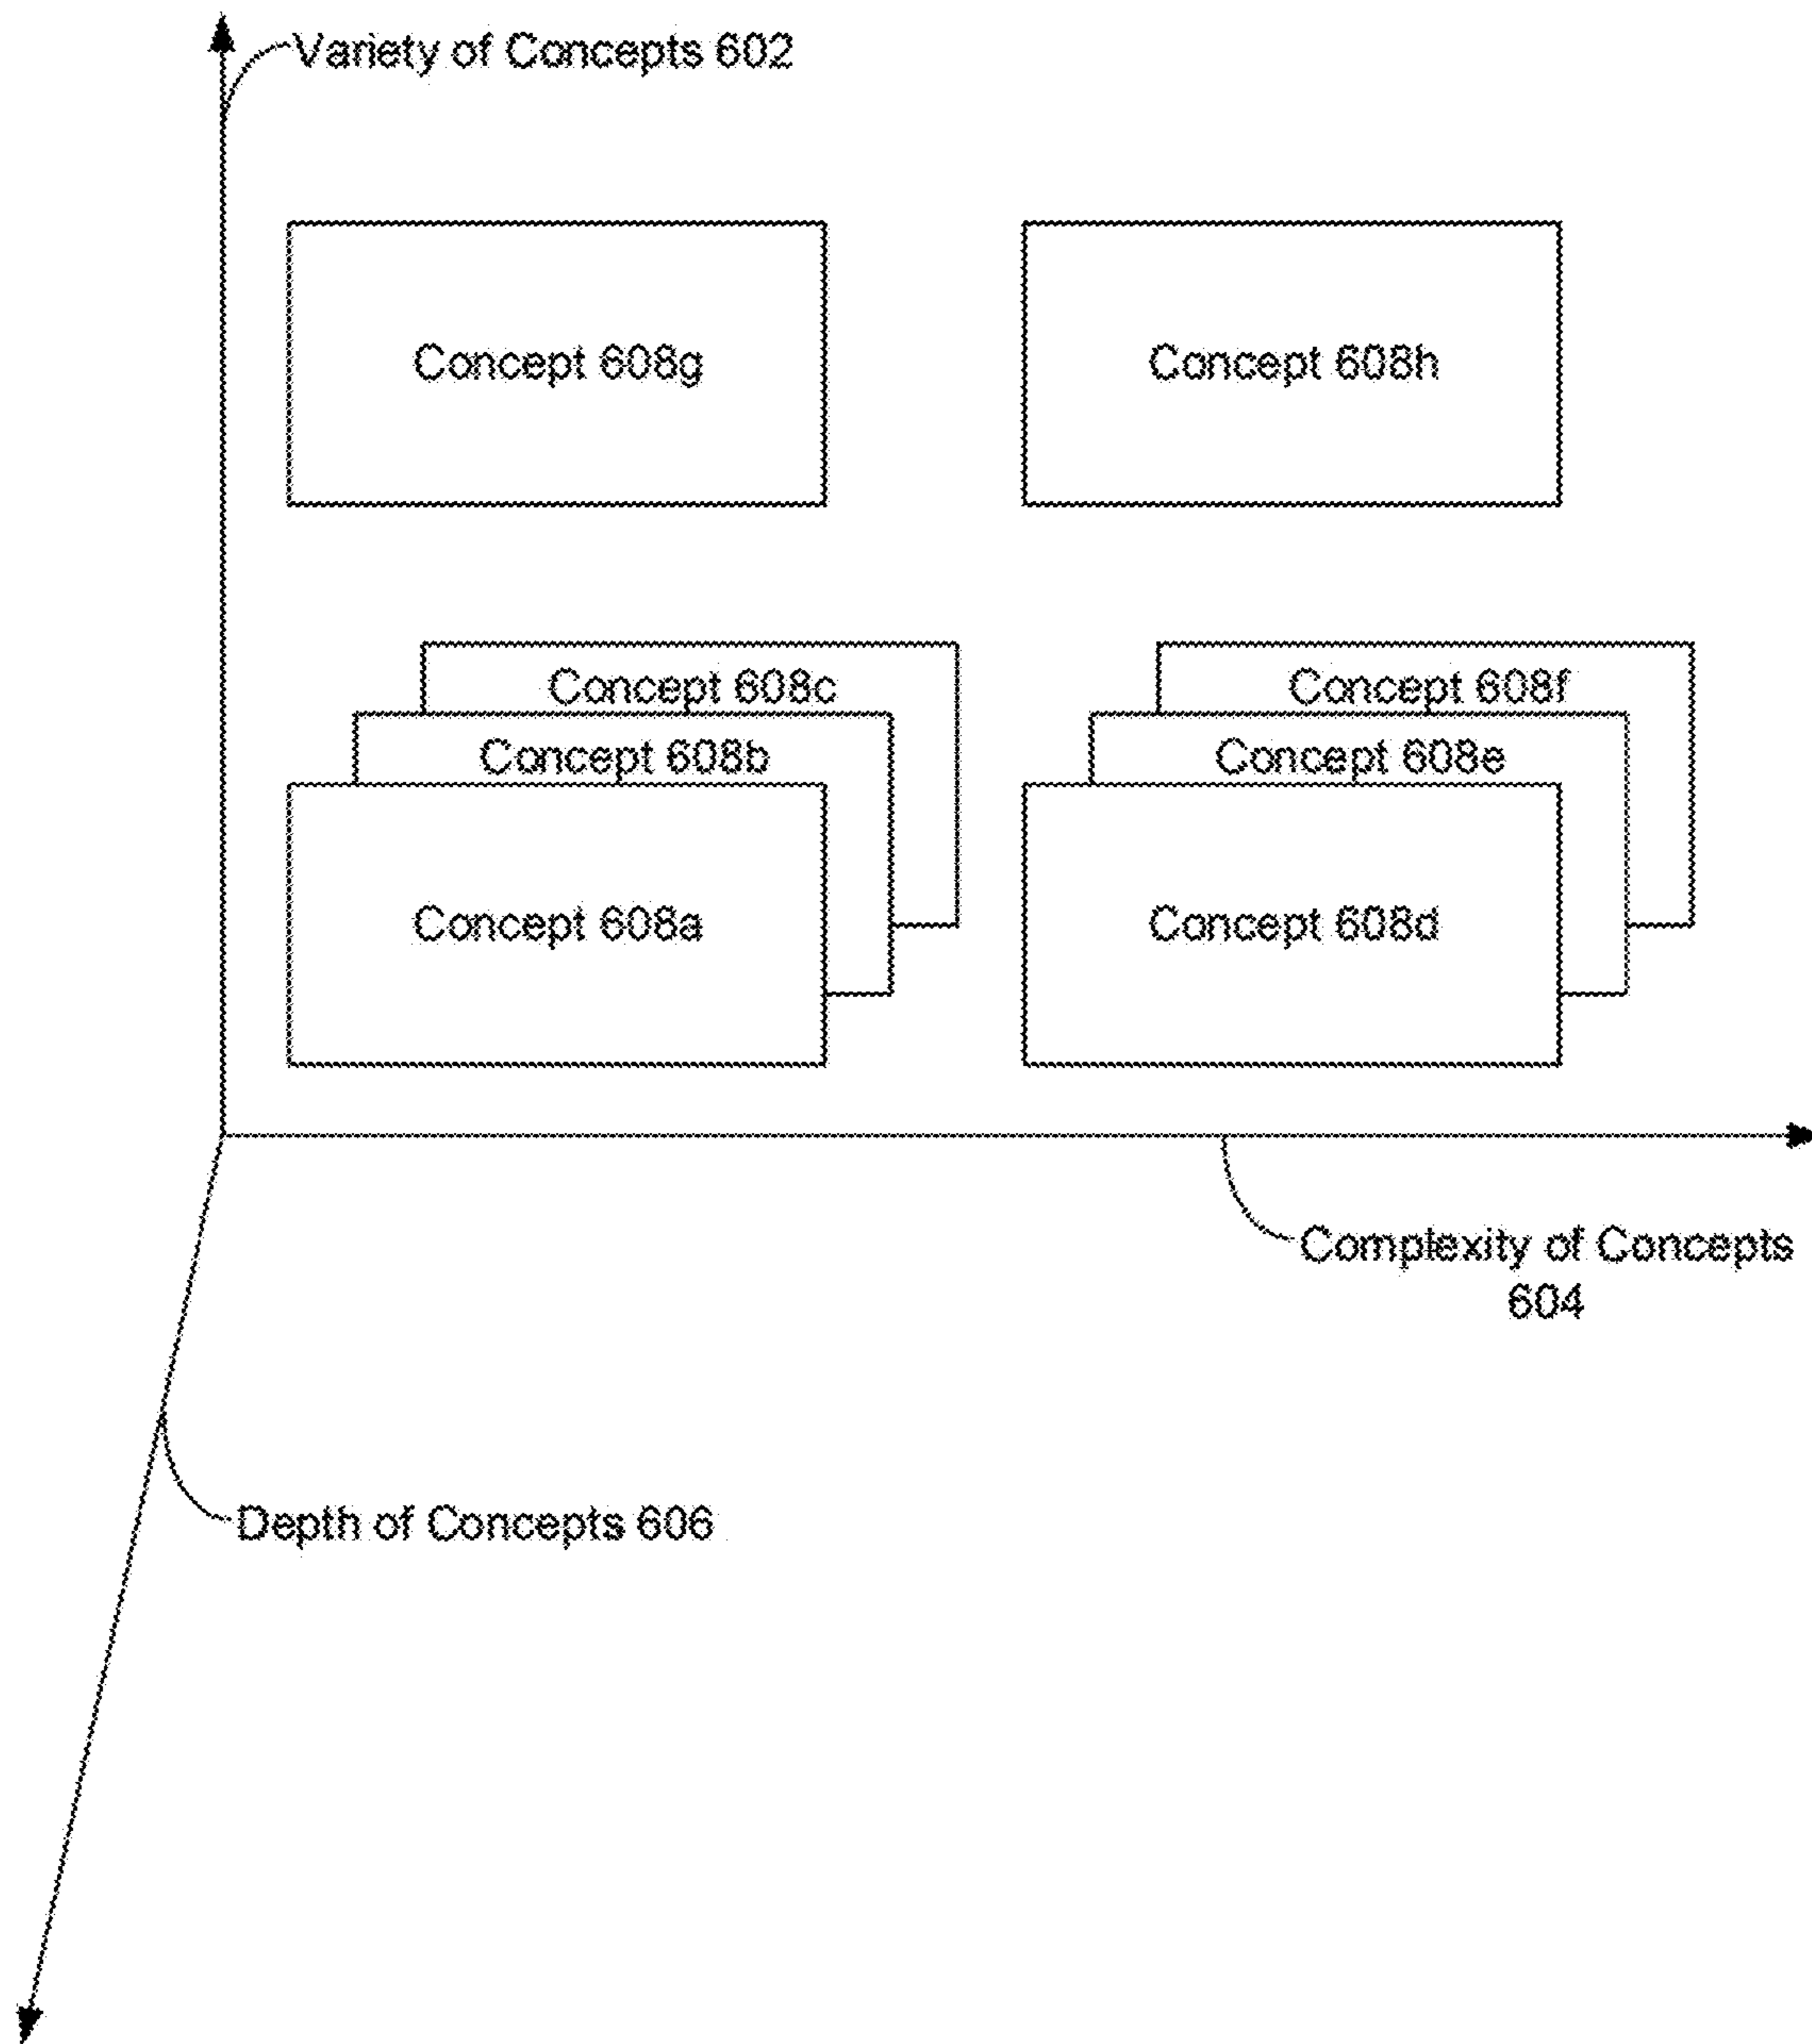 Variety of Concepts 602
Concept 608g
Concept 608h
Concept 608c
Concept 608f
Concept 608b
Concept 608e
Concept 608a
Concept 608d
Complexity of Concepts
604
Depth of Concepts 606